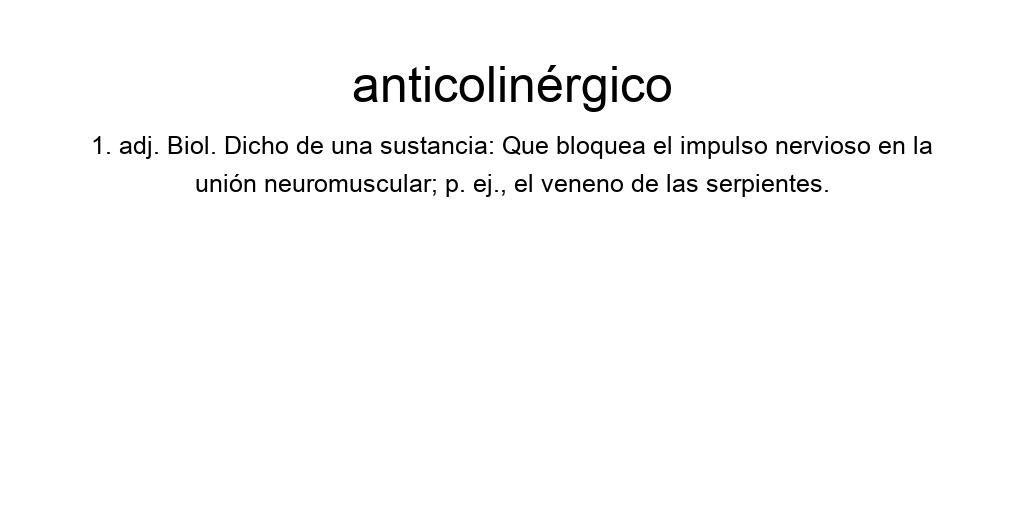 anticolinérgico
1. adj. Biol. Dicho de una sustancia: Que bloquea el impulso nervioso en la
unión neuromuscular; p. ej., el veneno de las serpientes.